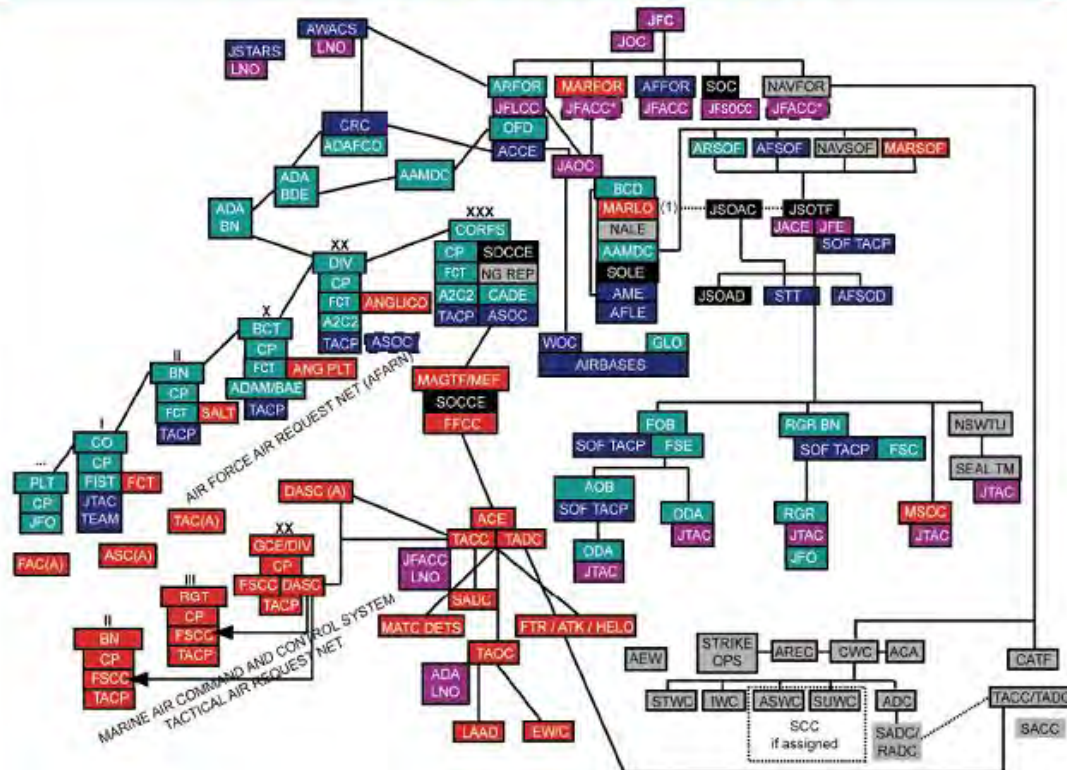 JFC
JOC
AWACS
LNO
JSTARS
LNO
ARFOR
JFLCC
OFD
ACCE
MARFOR
JFACC*
AFFOR
JFACC
SOC
JFSOCC
NAVFOR
JFACC*
CRC
ADAFCO
ADA
BDE
AAMDC
ADA
BN
JAOC
ARSOF
AFSOF
NAVSOF
MARSOF
BCD
MARLO
(1)
NALE
AAMDC
SOLE
AME
AFLE
JSOAC
JSOTF
JACE
JFE
SOF TACP
JSOAD
STT
AFSOD
WOC
GLO
AIRBASES
XXX
CORPS
CP
SOCCE
FCT
NG REP
A2C2
CADE
TACP
ASOC
XX
DIV
CP
FCT
ANGLICO
A2C2
TACP
ASOC
X
BCT
CP
FCT
ANG PLT
ADAM/BAE
TACP
II
BN
CP
FCT
SALT
TACP
I
CO
CP
FIST
FCT
JTAC
TEAM
...
PLT
CP
JFO
AIR FORCE AIR REQUEST NET (AFARN)
MAGTF/MEF
SOCCE
FFCC
FOB
SOF TACP
FSE
AOB
SOF TACP
ODA
JTAC
ODA
JTAC
RGR BN
SOF TACP
FSC
RGR
JTAC
JFO
MSOC
JTAC
NSWTU
SEAL TM
JTAC
FAC(A)
ASC(A)
TAC(A)
DASC (A)
XX
GCE/DIV
CP
FSCC
DASC
TACP
III
RGT
CP
FSCC
TACP
II
BN
CP
FSCC
TACP
MARINE AIR COMMAND AND CONTROL SYSTEM
TACTICAL AIR REQUEST NET
ACE
TACC
TADC
JFACC
LNO
SADC
MATC DETS
FTR / ATK / HELO
TAOC
ADA
LNO
LAAD
EW/C
AEW
STRIKE
OPS
AREC
CWC
ACA
STWC
IWC
ASWC
SUWC
ADC
SCC
if assigned
SADC/
RADC
CATF
TACC/TADC
SACC